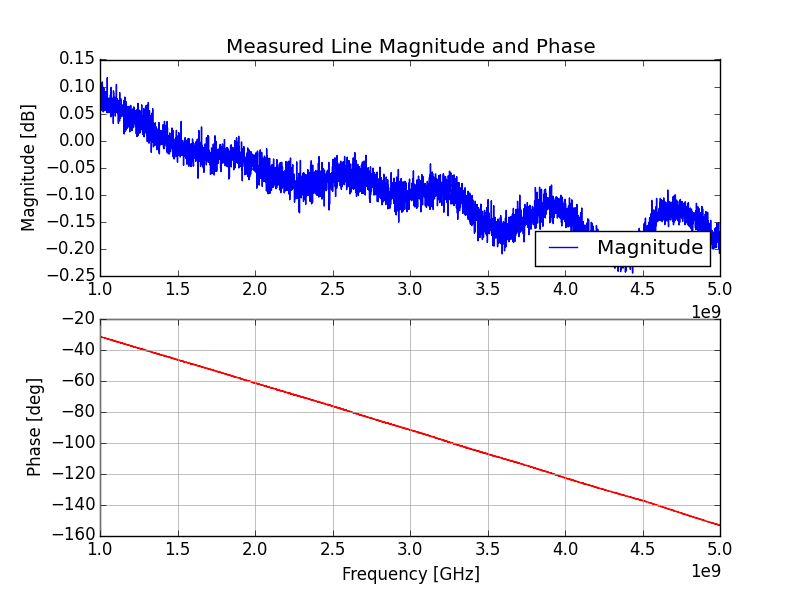 Measured Line Magnitude and Phase
Magnitude [dB]
0.15
0.10
0.05
0.00
−0.05
−0.10
−0.15
−0.20
−0.25
Magnitude
1.0 1.5 2.0 2.5 3.0 3.5 4.0 4.5 5.0
1e9
Phase [deg]
−20
−40
−60
−80
−100
−120
−140
−160
1.0 1.5 2.0 2.5 3.0 3.5 4.0 4.5 5.0
Frequency [GHz]
1e9